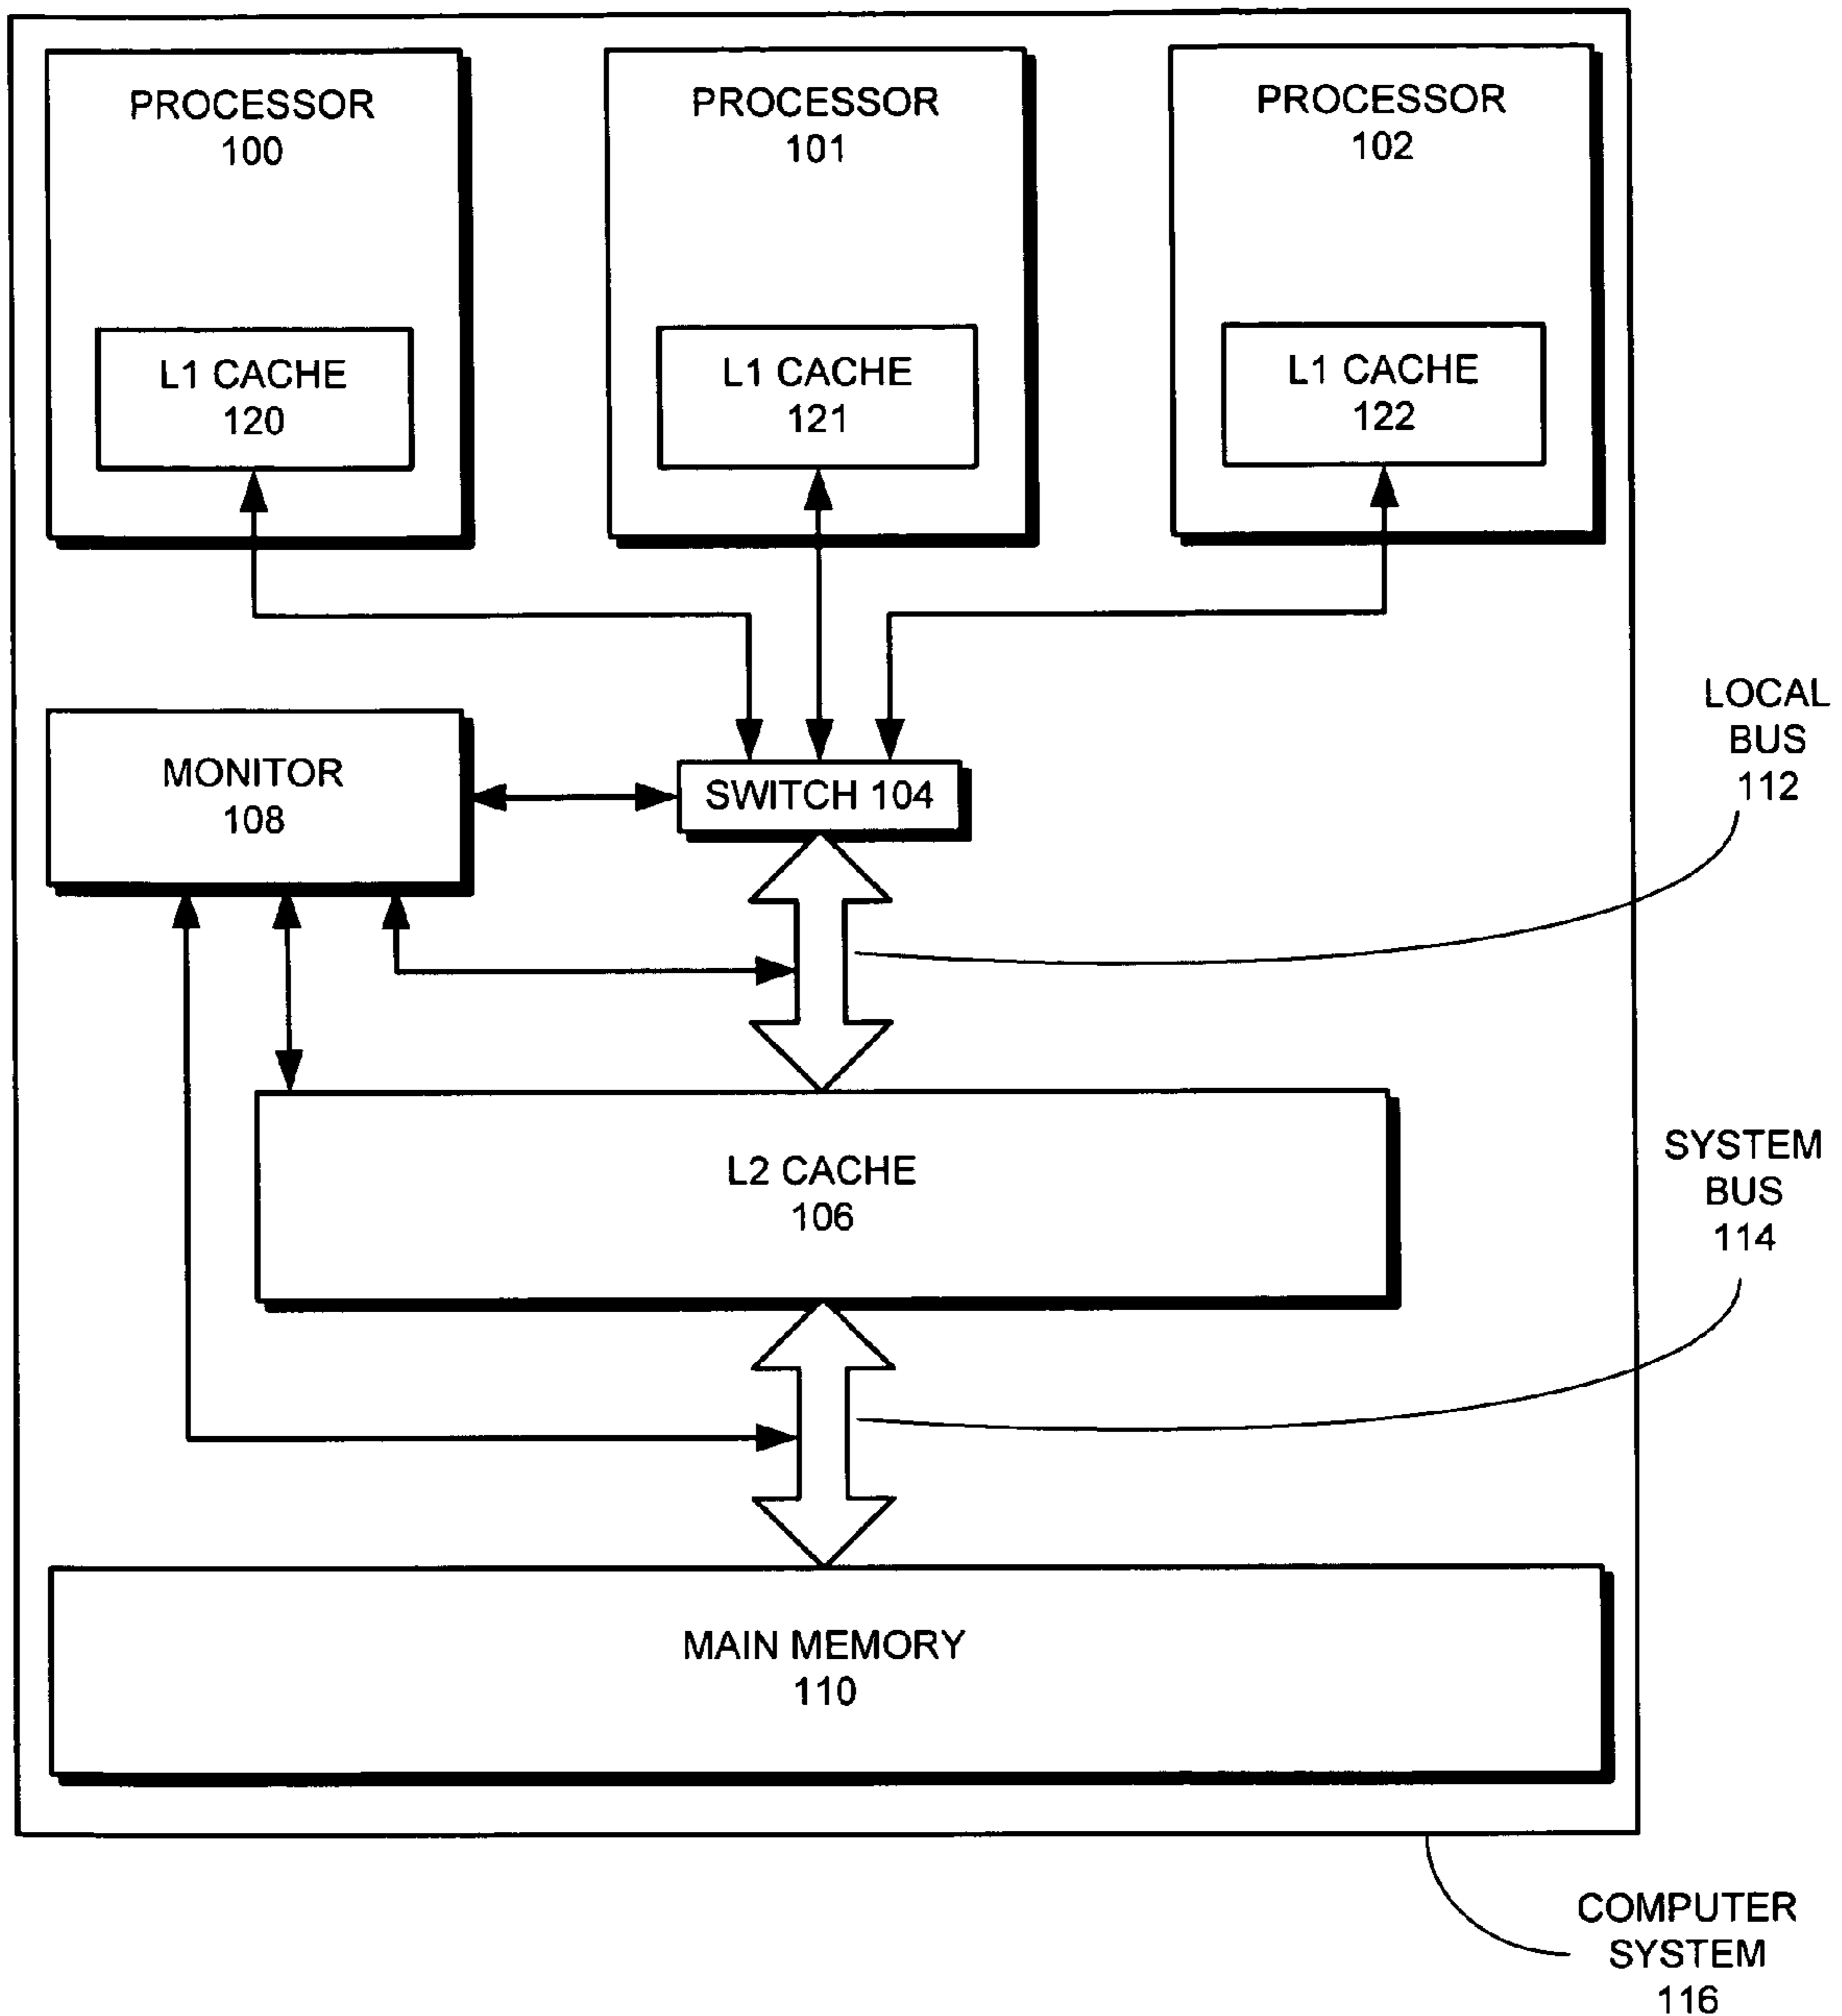 PROCESSOR
100
PROCESSOR
101
PROCESSOR
102
L1 CACHE
120
L1 CACHE
121
L1 CACHE
122
LOCAL
BUS
112
MONITOR
108
SWITCH 104
SYSTEM
BUS
114
L2 CACHE
106
MAIN MEMORY
110
COMPUTER
SYSTEM
116